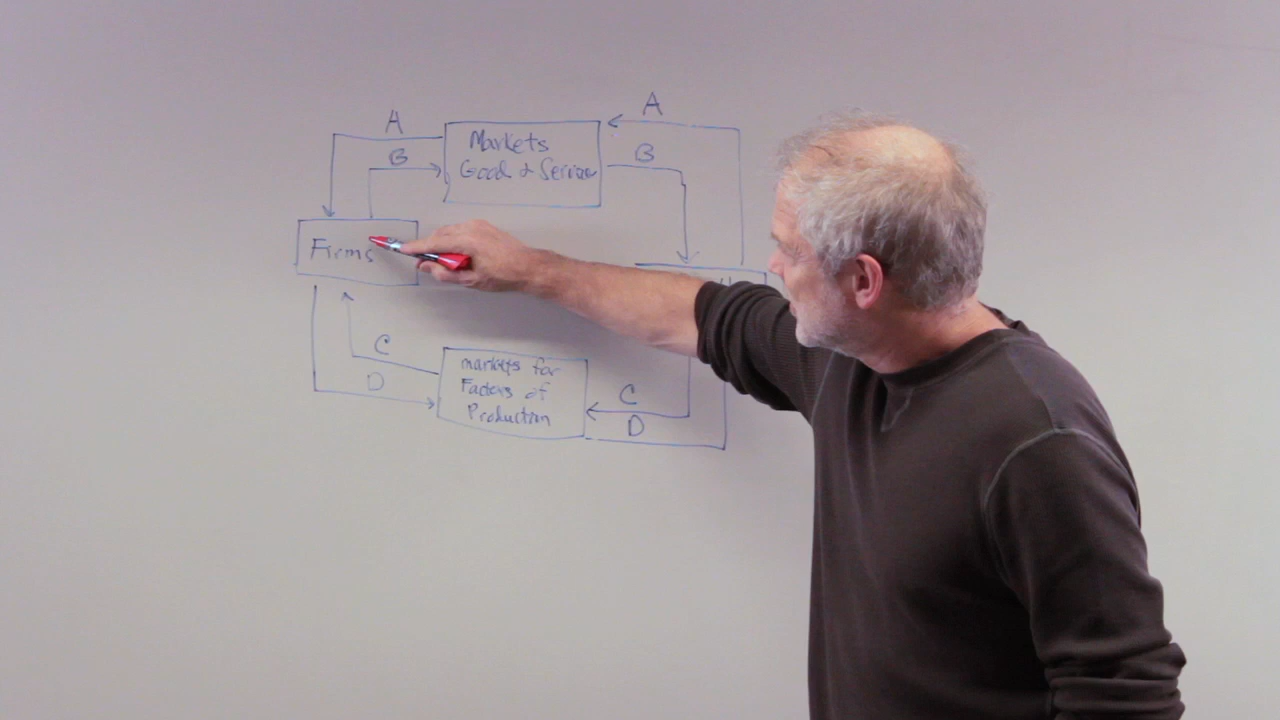 A
A
Markets
B
B
Good & Service
Firms
C
markets for
D
Factors of
C
Production
D